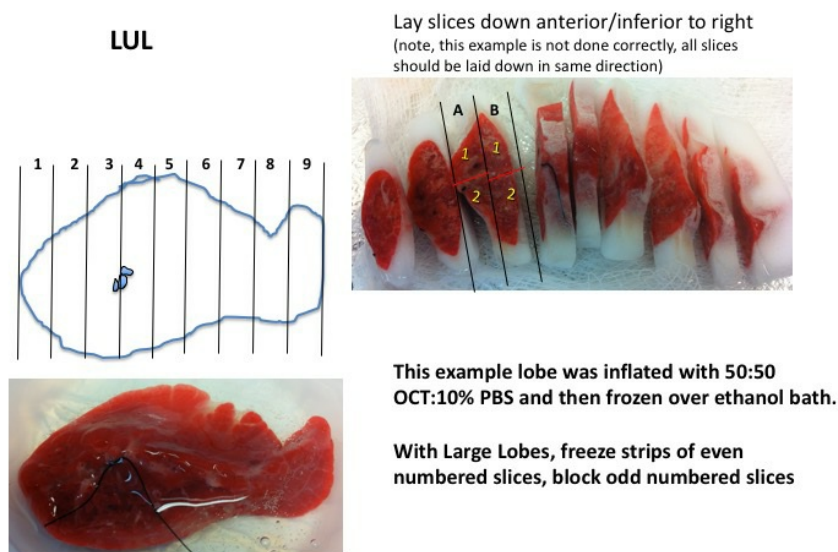 LUL
Lay slices down anterior/inferior to right
(note, this example is not done correctly, all slices
should be laid down in same direction)
1 2 3 4 5 6 7 8 9
A B
1 1
2 2
This example lobe was inflated with 50:50
OCT:10% PBS and then frozen over ethanol bath.
With Large Lobes, freeze strips of even
numbered slices, block odd numbered slices